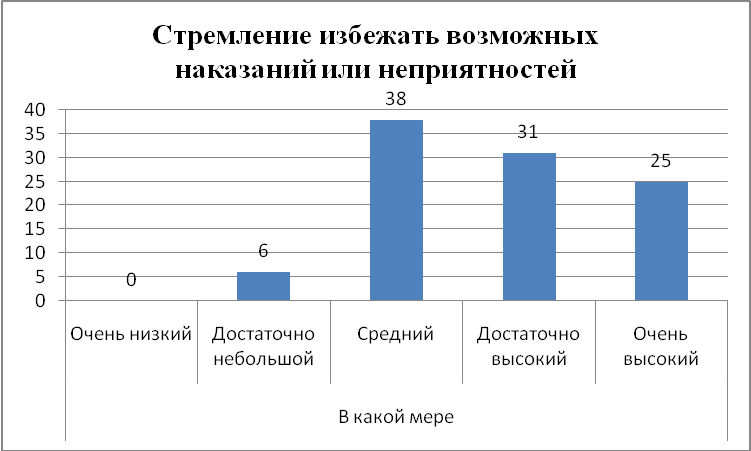 Стремление избежать возможных
наказаний или неприятностей
40
35
30
25
20
15
10
5
0
0
6
38
31
25
Очень низкий
Достаточно
небольшой
Средний
Достаточно
высокий
Очень
высокий
В какой мере